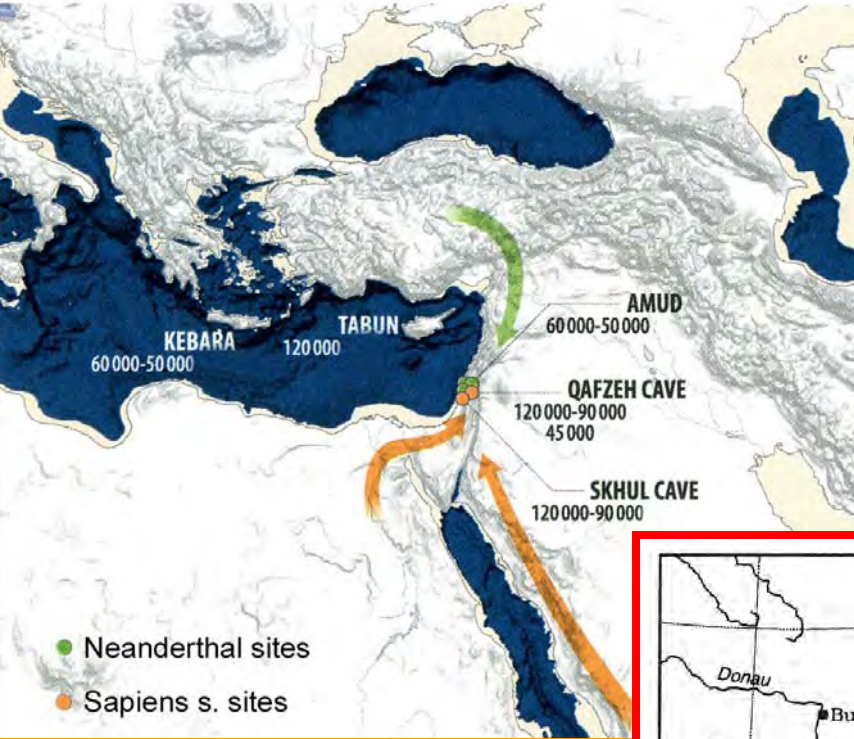 AMUD
60 000-50 000
TABUN
120 000
KEBARA
60 000-50 000
QAFZEH CAVE
120 000-90 000
45 000
SKHUL CAVE
120 000-90 000
Neanderthal sites
Sapiens s. sites
Donau
Bu